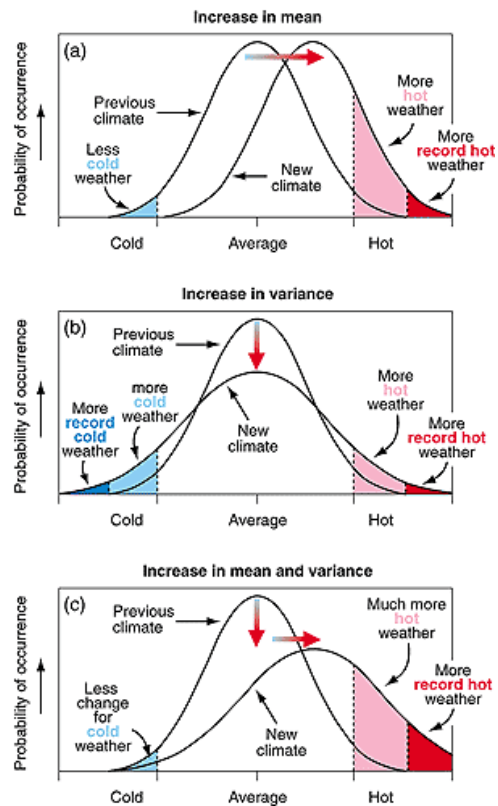 Increase in mean
(a)
Probability of occurrence
Previous
climate
Less
cold
weather
New
climate
More
hot
weather
More
record hot
weather
Cold
Average
Hot
Increase in variance
(b)
Probability of occurrence
Previous
climate
more
cold
weather
More
record
cold
weather
New
climate
More
hot
weather
More
record hot
weather
Cold
Average
Hot
Increase in mean and variance
(c)
Probability of occurrence
Previous
climate
Less
change for
cold
weather
New
climate
Much more
hot
weather
More
record hot
weather
Cold
Average
Hot